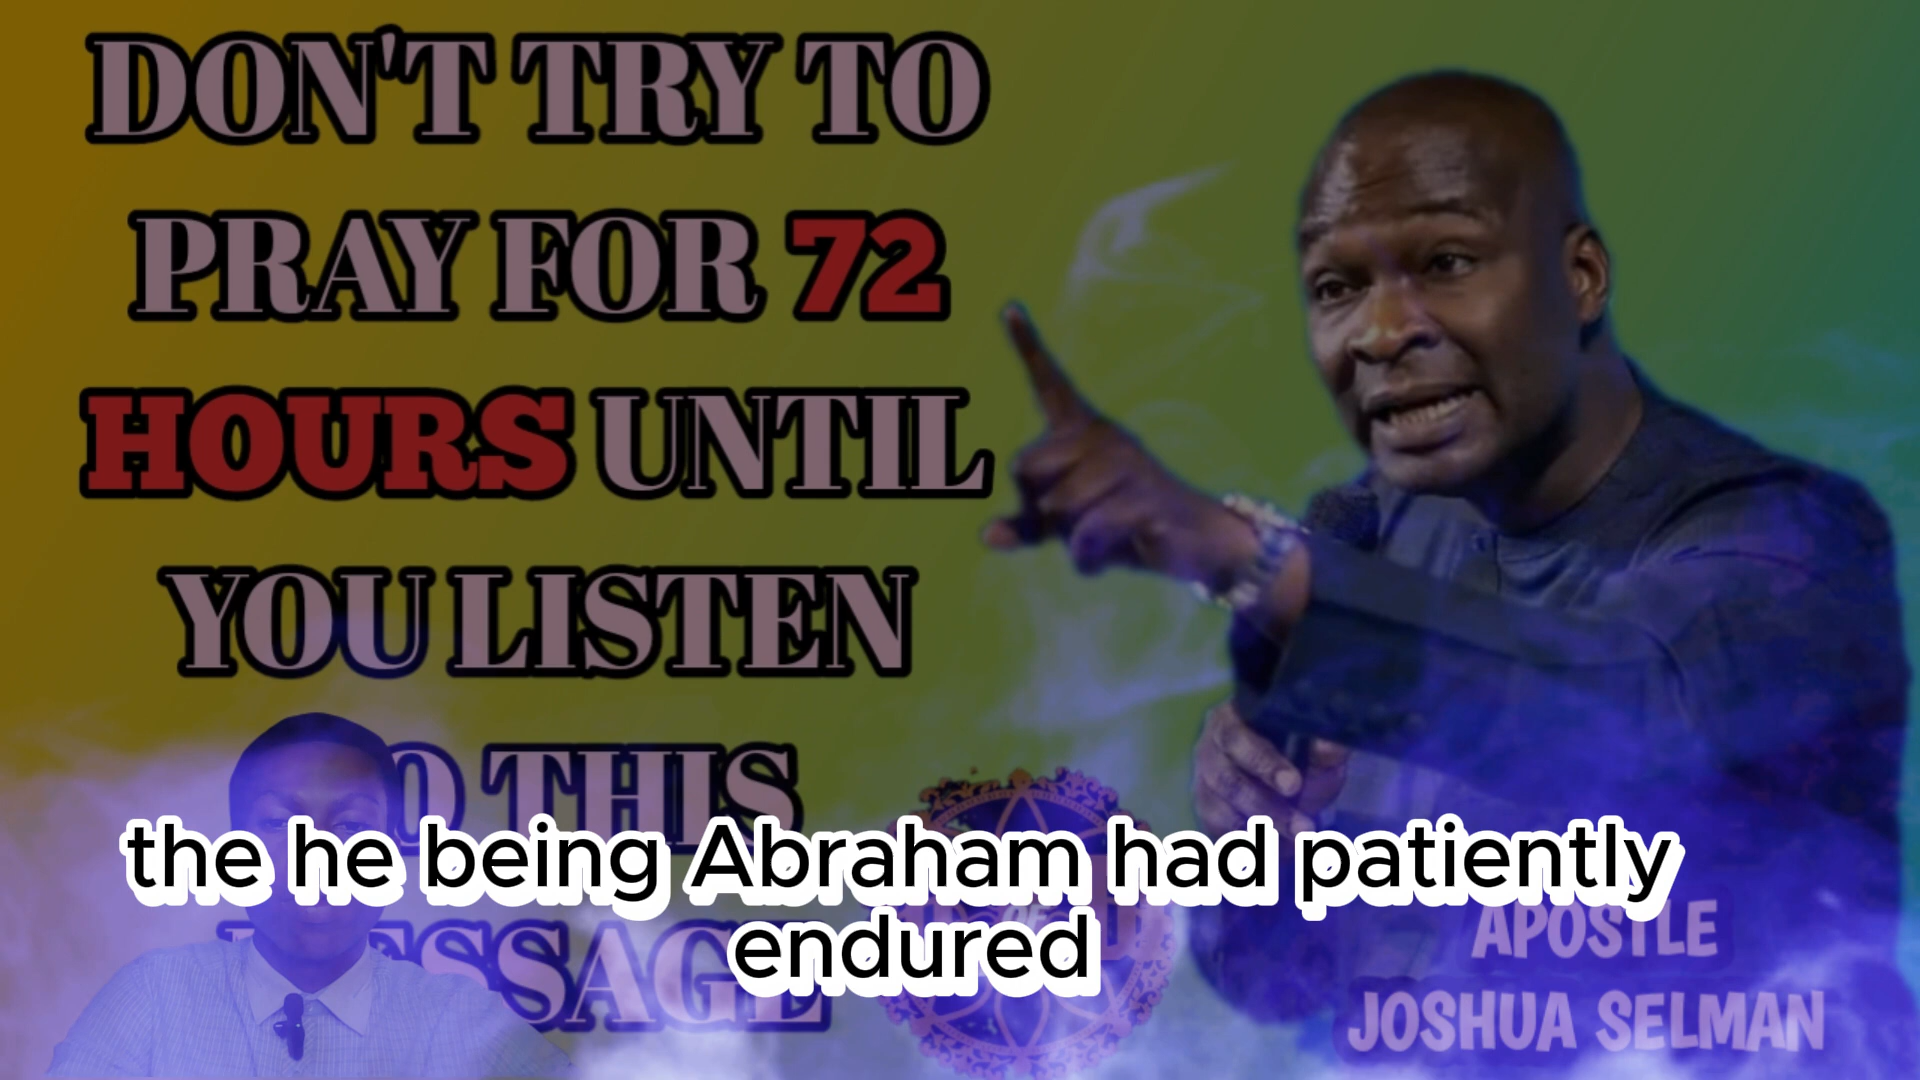 DON'T TRY TO
PRAY FOR 72
HOURS UNTIL
YOU LISTEN
THIS
the he being Abraham had patiently
endured
OF
APOSTLE
JOSHUA SELMAN